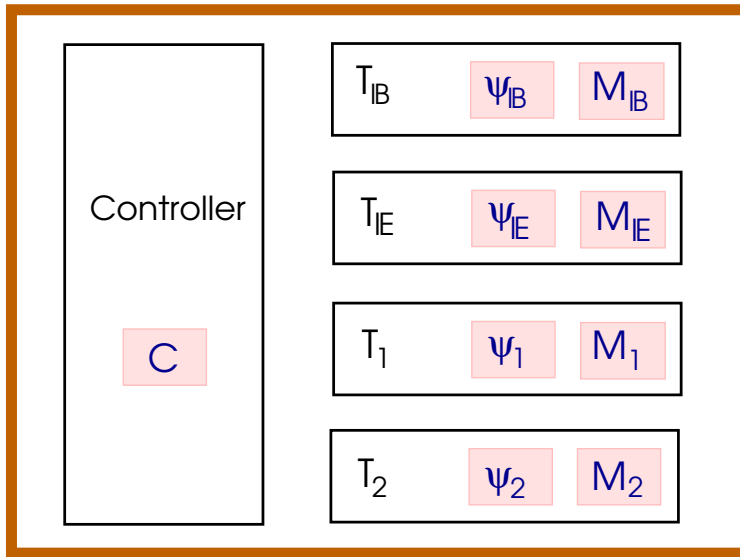 Controller
C
T_IB ψ_IB M_IB
T_IE ψ_IE M_IE
T_1 ψ_1 M_1
T_2 ψ_2 M_2